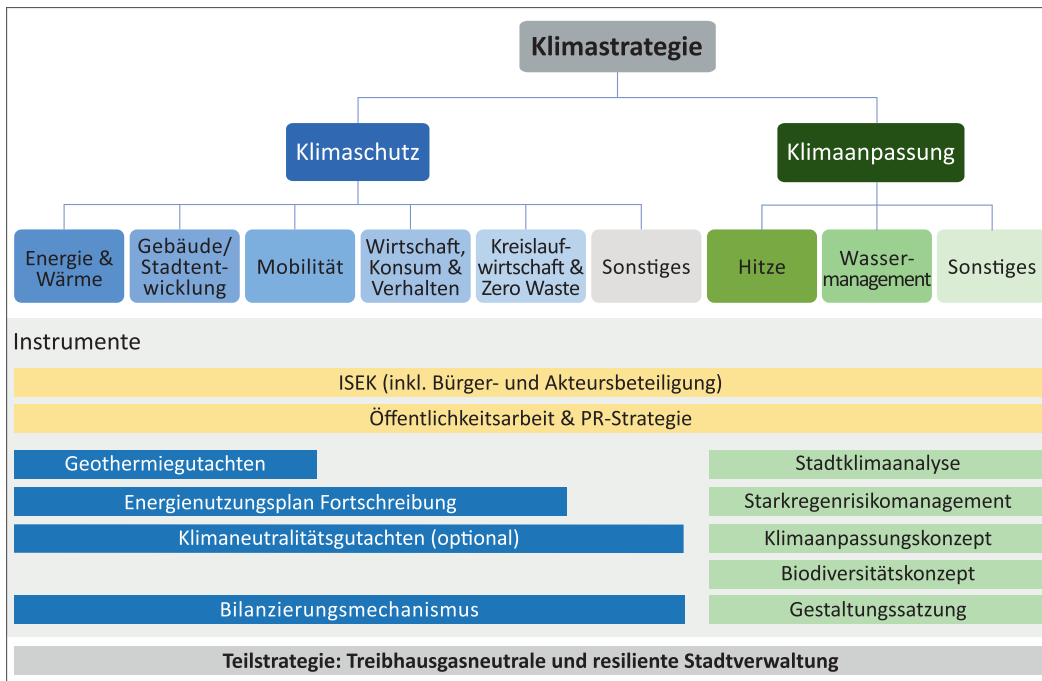 Klimastrategie
Klimaschutz
Klimaanpassung
Energie &
Wärme
Gebäude/
Stadtent-
wicklung
Mobilität
Wirtschaft,
Konsum &
Verhalten
Kreislauf-
wirtschaft &
Zero Waste
Sonstiges
Hitze
Wasser-
management
Sonstiges
Instrumente
ISEK (inkl. Bürger- und Akteursbeteiligung)
Öffentlichkeitsarbeit & PR-Strategie
Geothermiegutachten
Stadtklimaanalyse
Energienutzungsplan Fortschreibung
Starkregenrisikomanagement
Klimaneutralitätsgutachten (optional)
Klimaanpassungskonzept
Biodiversitätskonzept
Bilanzierungsmechanismus
Gestaltungssatzung
Teilstrategie: Treibhausgasneutrale und resiliente Stadtverwaltung